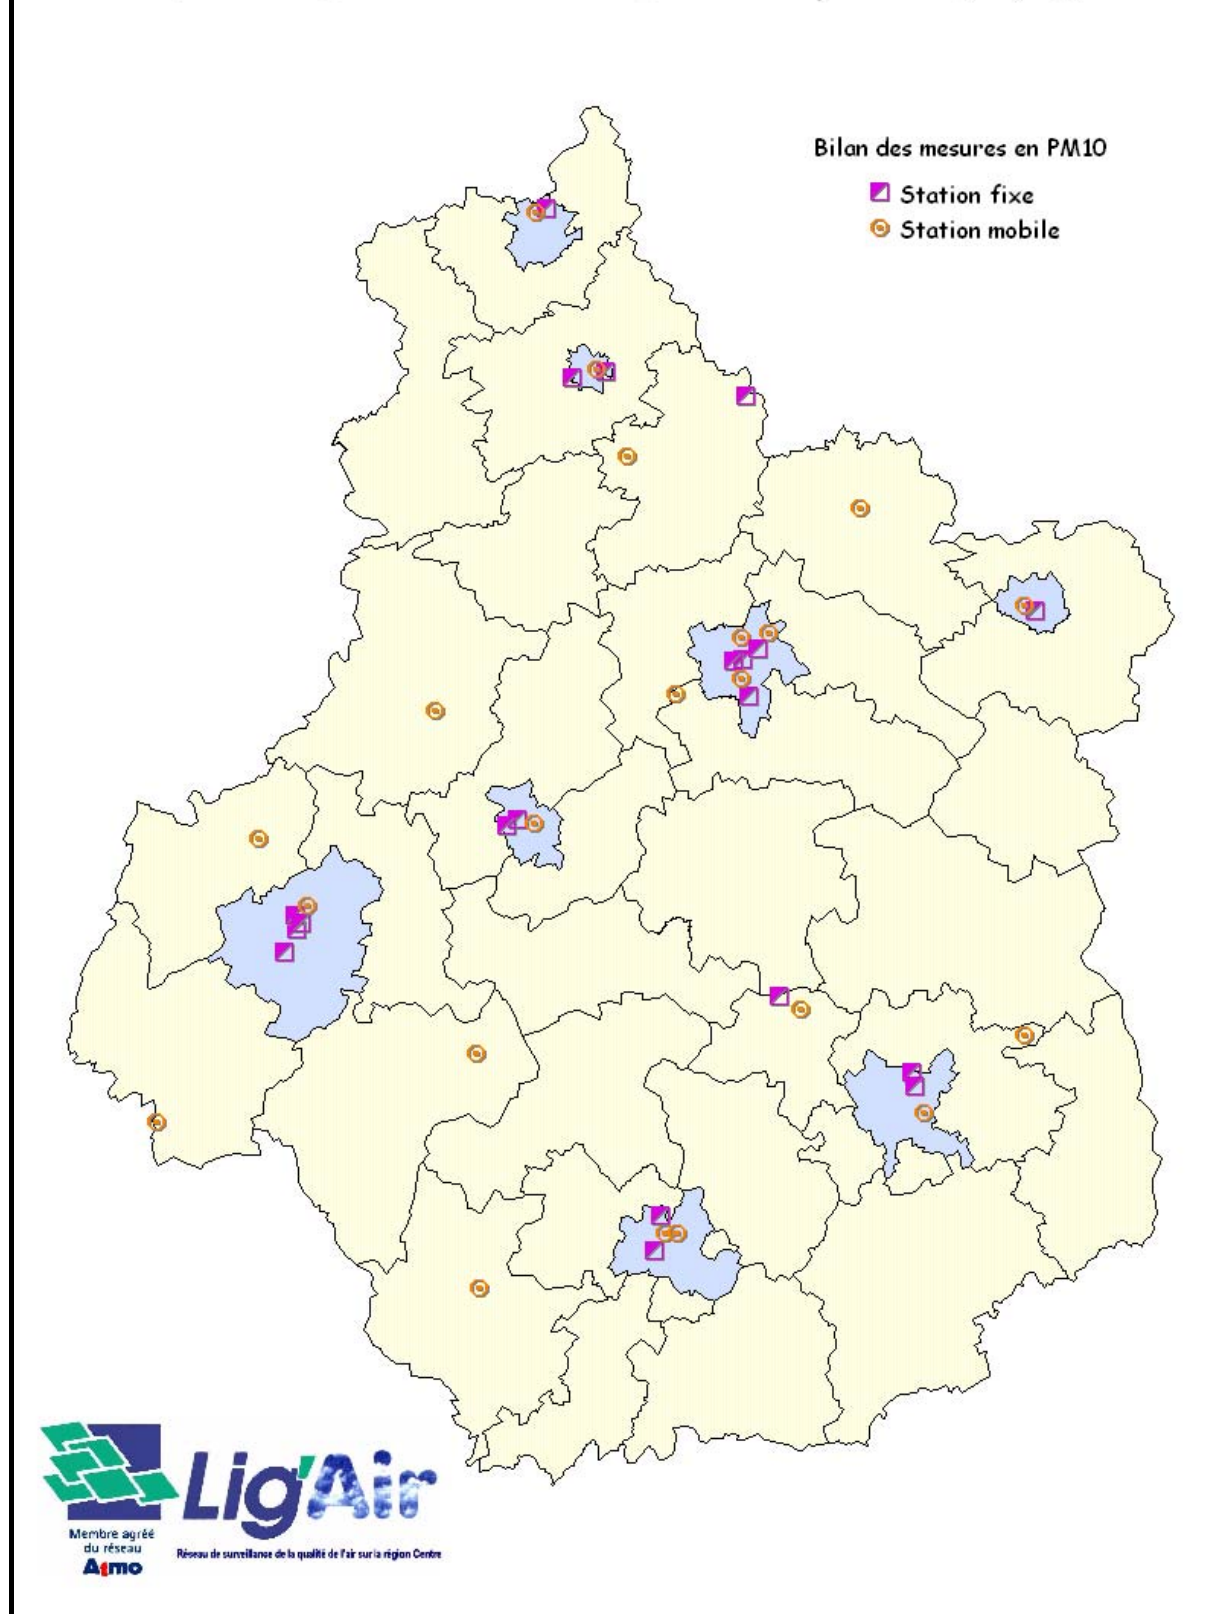 Bilan des mesures en PM10
Station fixe
Station mobile
Lig'Air
Membre agréé
du réseau
Atmo
Réseau de surveillance de la qualité de l'air sur la région Centre